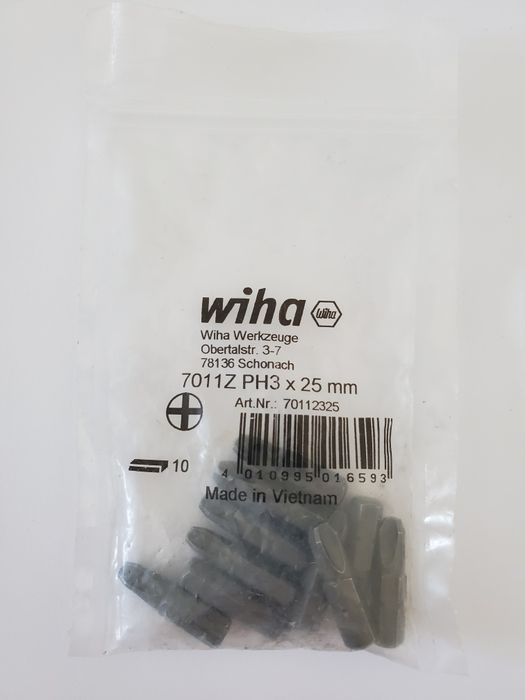 wiha wiha
Wiha Werkzeuge
Obertalstr. 3-7
78136 Schonach
7011Z PH3 x 25 mm
Art.Nr.: 70112325
4 010995 016593
10
Made in Vietnam